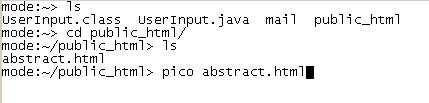 mode:~> ls
UserInput.class  UserInput.java  mail  public_html
mode:~> cd public_html/
mode:~/public_html> ls
abstract.html
mode:~/public_html> pico abstract.html